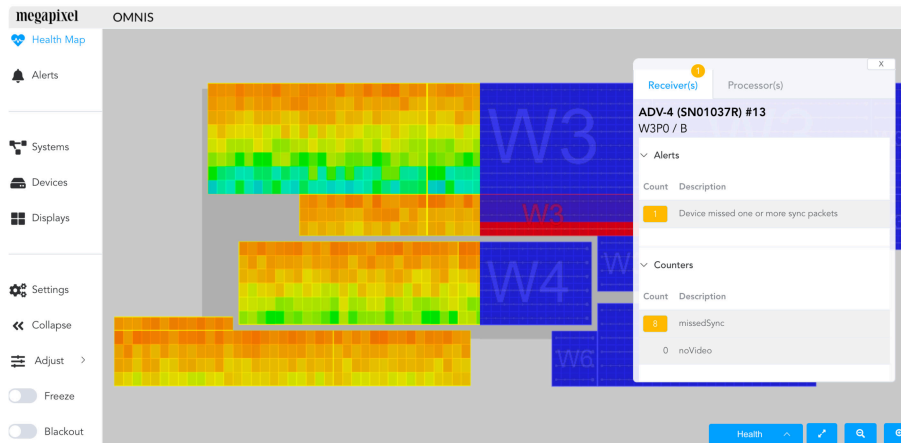 megapixel OMNIS
Health Map
Alerts
Systems
Devices
Displays
Settings
Collapse
Adjust >
Freeze
Blackout
W3
W3
W3
W4
W
W6
X
1
Receiver(s) Processor(s)
ADV-4 (SN01037R) #13
W3P0 / B
Alerts
Count Description
1 Device missed one or more sync packets
Counters
Count Description
8 missedSync
0 noVideo
Health